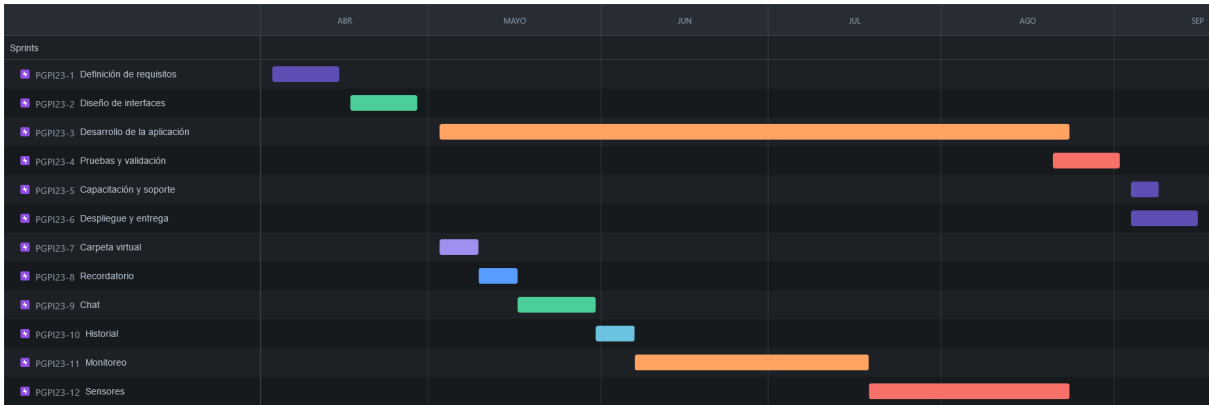 ABR MAYO JUN JUL AGO SEP
Sprints
PGPI23-1 Definición de requisitos
PGPI23-2 Diseño de interfaces
PGPI23-3 Desarrollo de la aplicación
PGPI23-4 Pruebas y validación
PGPI23-5 Capacitación y soporte
PGPI23-6 Despliegue y entrega
PGPI23-7 Carpeta virtual
PGPI23-8 Recordatorio
PGPI23-9 Chat
PGPI23-10 Historial
PGPI23-11 Monitoreo
PGPI23-12 Sensores